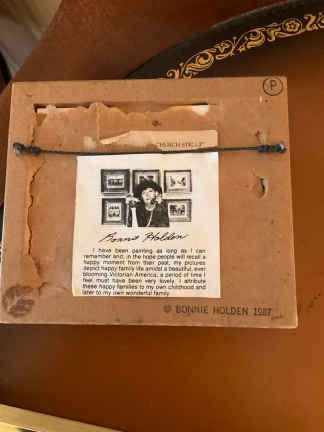 P
Bonnie Holden
I have been painting as long as I can
remember and, in the hope people will recall a
happy moment from their past, my pictures
depict happy family life amidst a beautiful, ever
blooming Victorian America; a period of time I
feel must have been very lovely. I attribute
these happy families to my own childhood and
later to my own wonderful family.
© BONNIE HOLDEN 1987